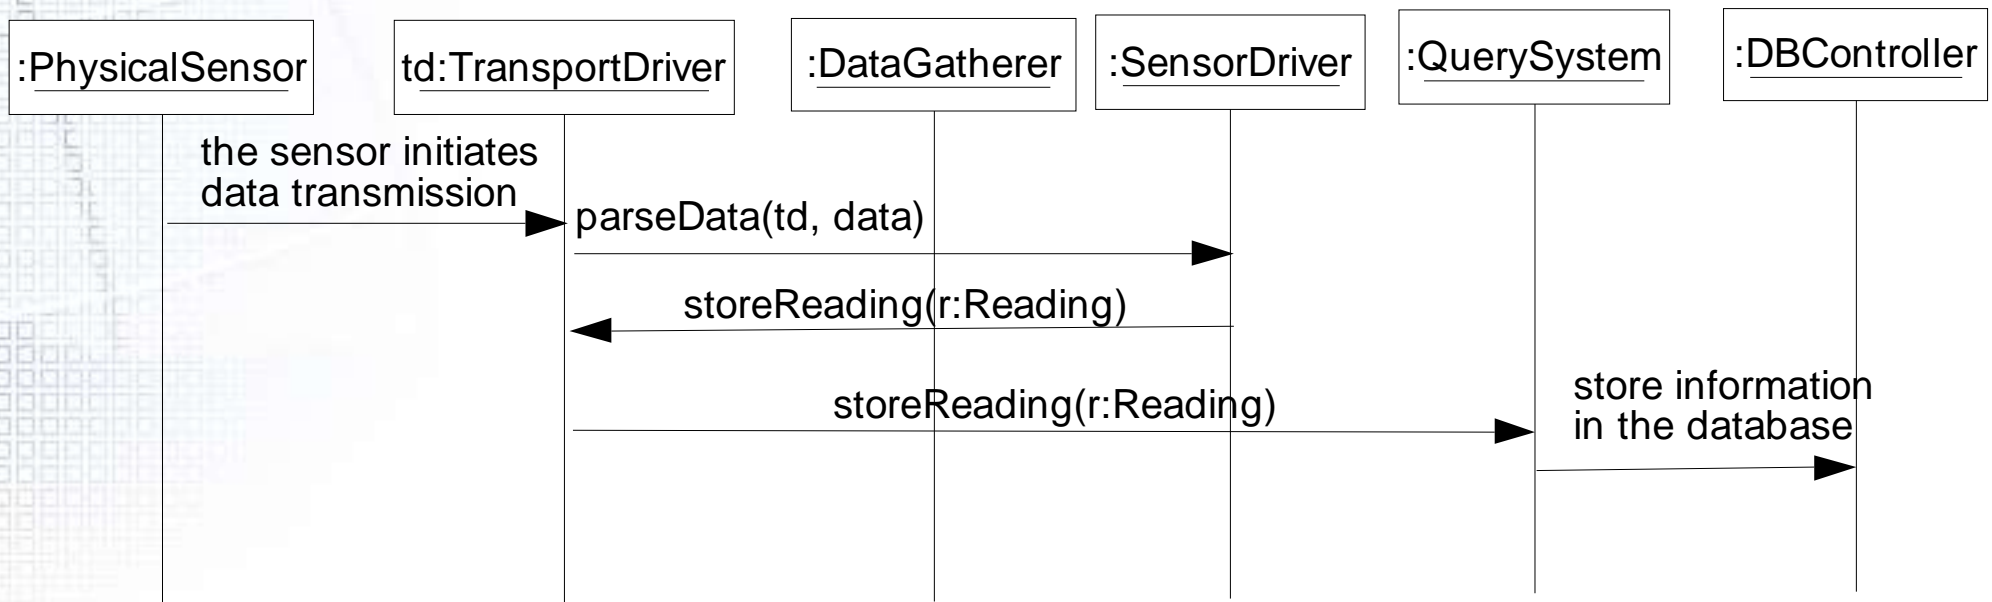 :PhysicalSensor
td:TransportDriver
:DataGatherer
:SensorDriver
:QuerySystem
:DBController
the sensor initiates
data transmission
parseData(td, data)
storeReading(r:Reading)
storeReading(r:Reading)
store information
in the database